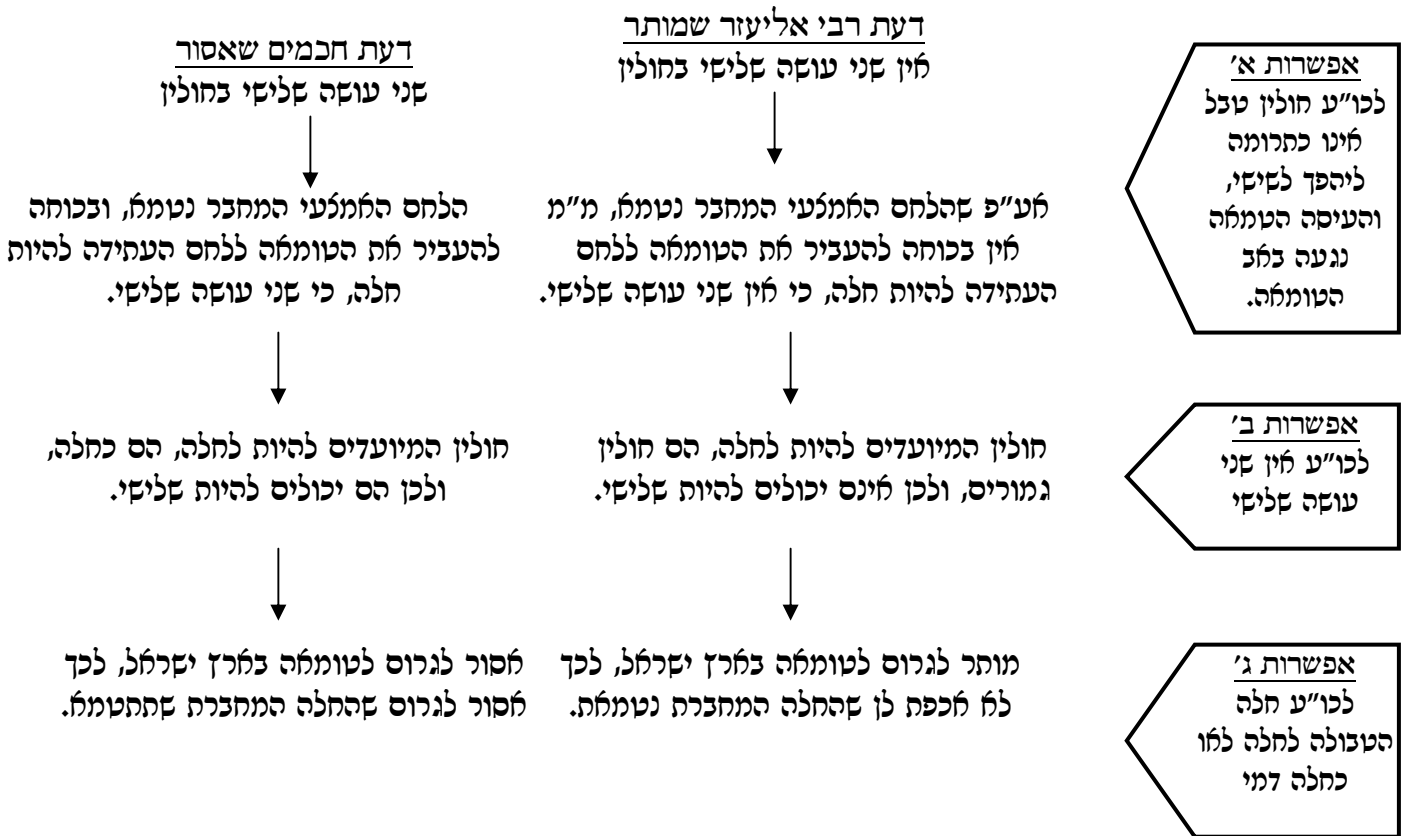 דעת רבי אליעזר שמותר
אין שני עושה שלישי בחולין
דעת חכמים שאסור
שני עושה שלישי בחולין
אפשרות א'
לכו"ע חולין טבל
אינו כתרומה
ליהפך לשישי,
והעיסה הטמאה
נגעה באב
הטומאה.
אע"פ שהלחם האמצעי המחבר נטמא, מ"מ
אין בכוחה להעביר את הטומאה ללחם
העתידה להיות חלה, כי אין שני עושה שלישי.
הלחם האמצעי המחבר נטמא, ובכוחה
להעביר את הטומאה ללחם העתידה להיות
חלה, כי שני עושה שלישי.
אפשרות ב'
לכו"ע אין שני
עושה שלישי
חולין המיועדים להיות לחלה, הם חולין
גמורים, ולכן אינם יכולים להיות שלישי.
חולין המיועדים להיות לחלה, הם כחלה,
ולכן הם יכולים להיות שלישי.
אפשרות ג'
לכו"ע חלה
הטבולה לחלה לאו
כחלה דמי
מותר לגרום לטומאה בארץ ישראל, לכך
לא אכפת לן שהחלה המחברת נטמאת.
אסור לגרום לטומאה בארץ ישראל, לכך
אסור לגרום שהחלה המחברת שתתטמא.